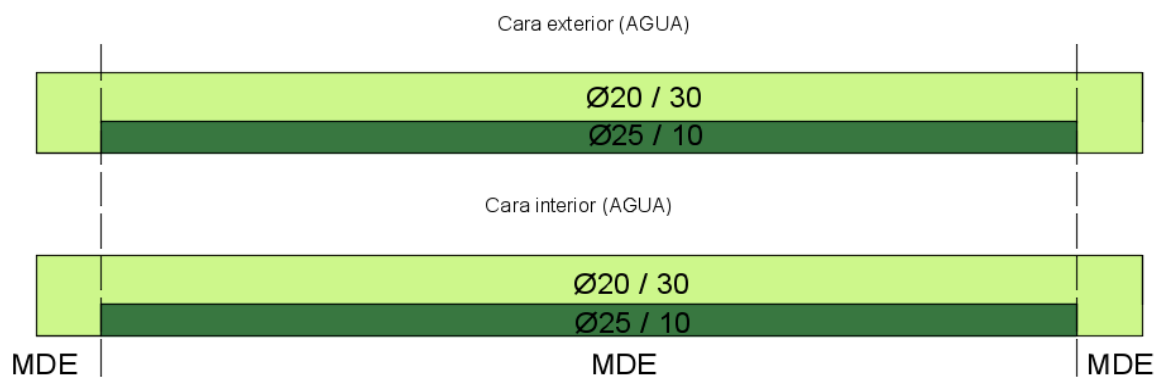 Cara exterior (AGUA)
Ø20 / 30
Ø25 / 10
Cara interior (AGUA)
Ø20 / 30
Ø25 / 10
MDE MDE MDE